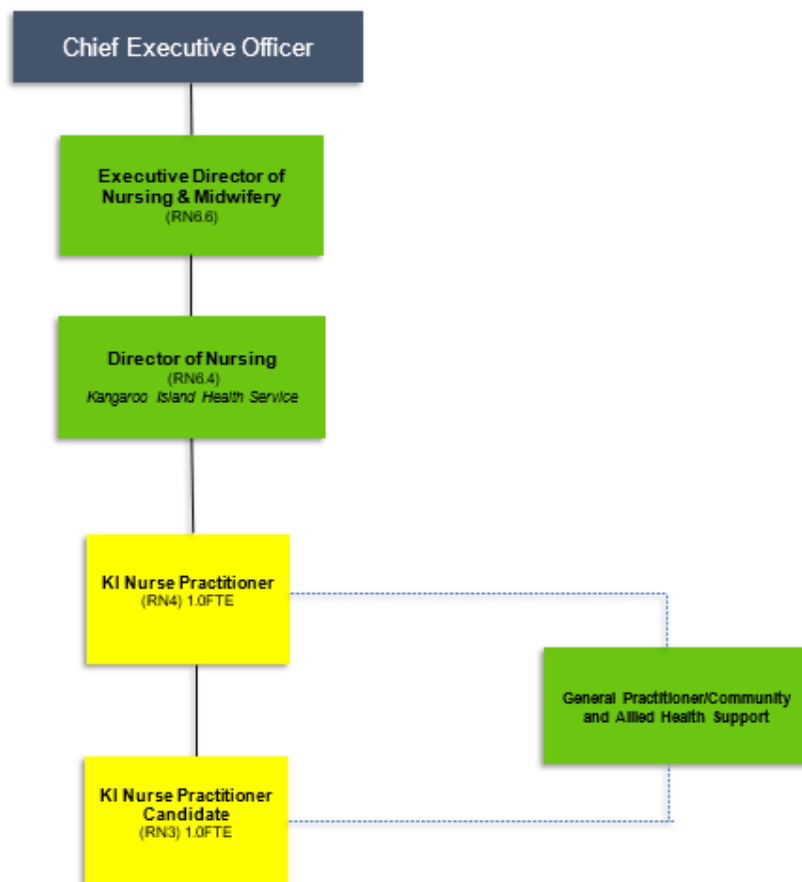 Chief Executive Officer
Executive Director of
Nursing & Midwifery
(RN6.6)
Director of Nursing
(RN6.4)
Kangaroo Island Health Service
KI Nurse Practitioner
(RN4) 1.0FTE
General Practitioner/Community
and Allied Health Support
KI Nurse Practitioner
Candidate
(RN3) 1.0FTE